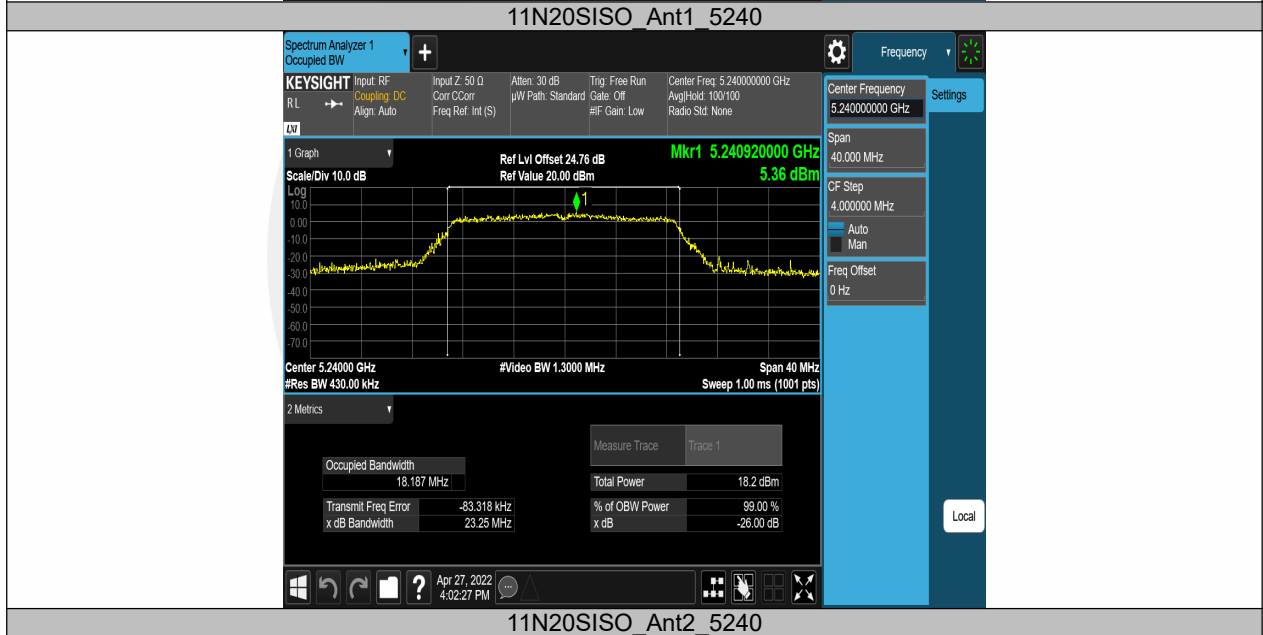 11N20SISO_Ant1_5240
Spectrum Analyzer 1
Occupied BW
Frequency
KEYSIGHT
RL
LXI
Input: RF
Coupling: DC
Align: Auto
Input Z: 50 Ω
Corr CCorr
Freq Ref: Int (S)
Atten: 30 dB
µW Path: Standard
Trig: Free Run
Gate: Off
#IF Gain: Low
Center Freq: 5.240000000 GHz
Avg|Hold: 100/100
Radio Std: None
Center Frequency
5.240000000 GHz
Settings
Span
40.000 MHz
CF Step
4.000000 MHz
Auto
Man
Freq Offset
0 Hz
Local
1 Graph
Scale/Div 10.0 dB
Ref Lvl Offset 24.76 dB
Ref Value 20.00 dBm
Mkr1 5.240920000 GHz
5.36 dBm
Log
10.0
0.00
-10.0
-20.0
-30.0
-40.0
-50.0
-60.0
-70.0
1
Center 5.24000 GHz
#Video BW 1.3000 MHz
Span 40 MHz
#Res BW 430.00 kHz
Sweep 1.00 ms (1001 pts)
2 Metrics
Measure Trace Trace 1
Occupied Bandwidth
18.187 MHz
Total Power 18.2 dBm
Transmit Freq Error -83.318 kHz
% of OBW Power 99.00 %
x dB Bandwidth 23.25 MHz
x dB -26.00 dB
?
Apr 27, 2022
4:02:27 PM
11N20SISO_Ant2_5240